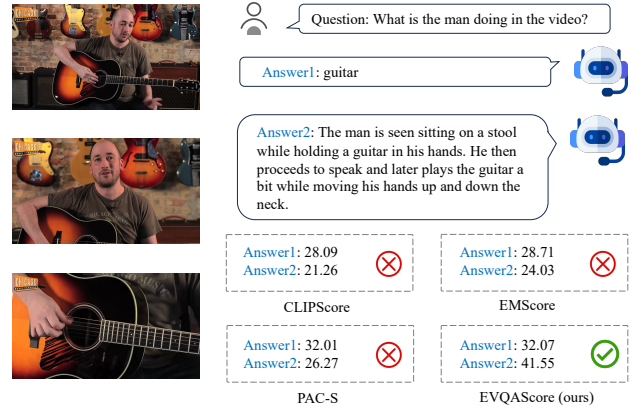 Question: What is the man doing in the video?
Answer1: guitar
Answer2: The man is seen sitting on a stool
while holding a guitar in his hands. He then
proceeds to speak and later plays the guitar a
bit while moving his hands up and down the
neck.
Answer1: 28.09
Answer2: 21.26
CLIPScore
Answer1: 28.71
Answer2: 24.03
EMScore
Answer1: 32.01
Answer2: 26.27
PAC-S
Answer1: 32.07
Answer2: 41.55
EVQAScore (ours)
CHICAGO
CHICAGO
CHICAGO